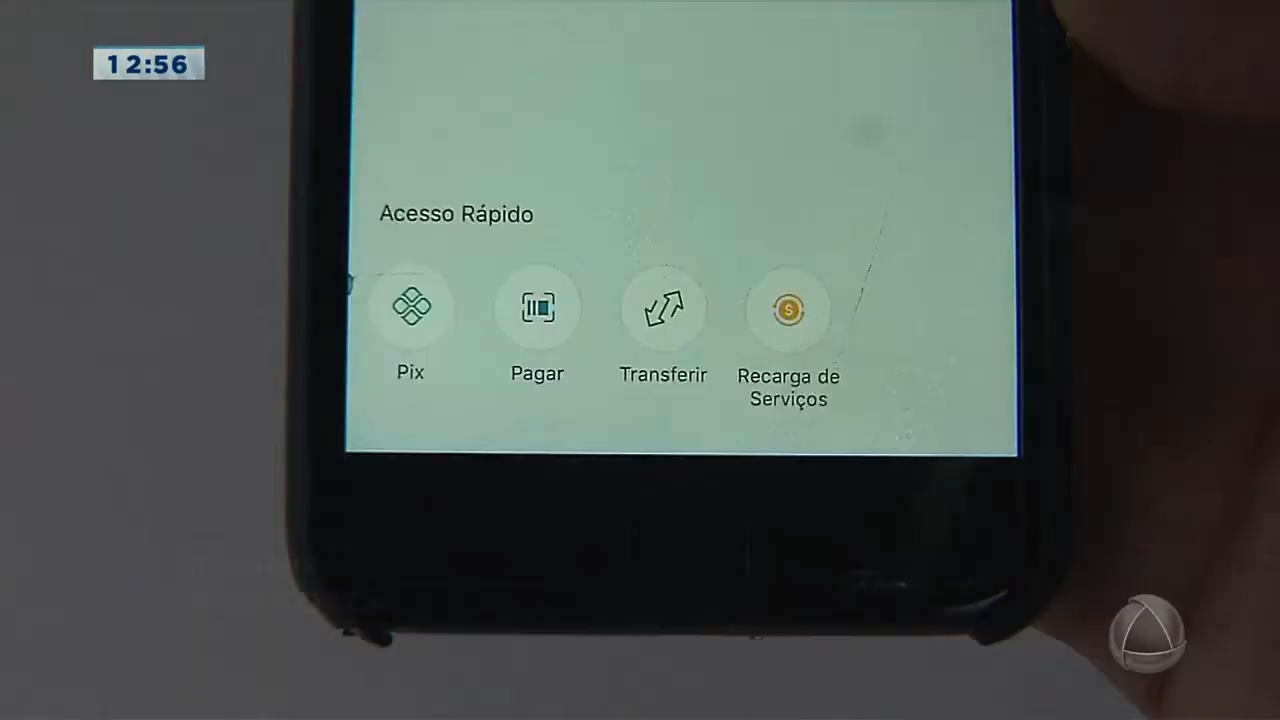 12:56
Acesso Rápido
Pix
Pagar
Transferir
Recarga de
Serviços